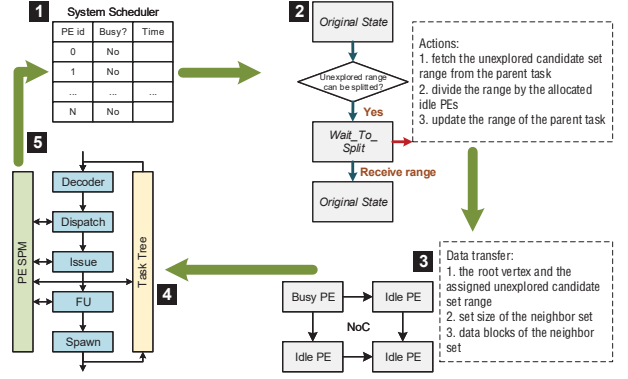 1
System Scheduler
PE id Busy? Time
0 No
1 No
... ... ...
N No
2
Original State
Unexplored range
can be splitted?
Yes
Wait_To_
Split
Receive range
Original State
Actions:
1. fetch the unexplored candidate set
range from the parent task
2. divide the range by the allocated
idle PEs
3. update the range of the parent task
3
Data transfer:
1. the root vertex and the
assigned unexplored candidate
set range
2. set size of the neighbor set
3. data blocks of the neighbor
set
Busy PE
Idle PE
NoC
Idle PE
Idle PE
4
5
PE SPM
Decoder
Dispatch
Issue
FU
Spawn
Task Tree